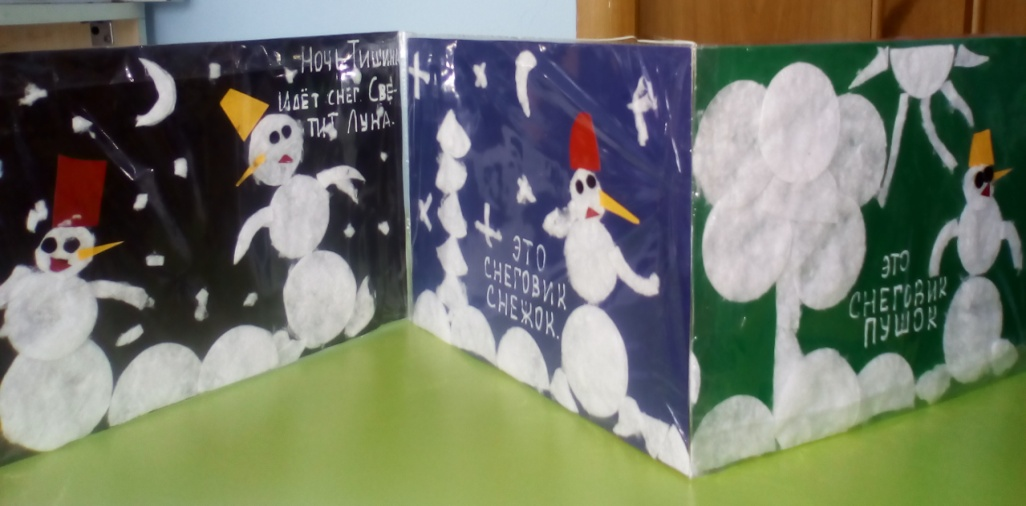 - Ночь. Тишина
Идёт снег. Све-
тит Луна.
ЭТО
СНЕГОВИК
СНЕЖОК.
ЭТО
СНЕГОВИК
ПУШОК